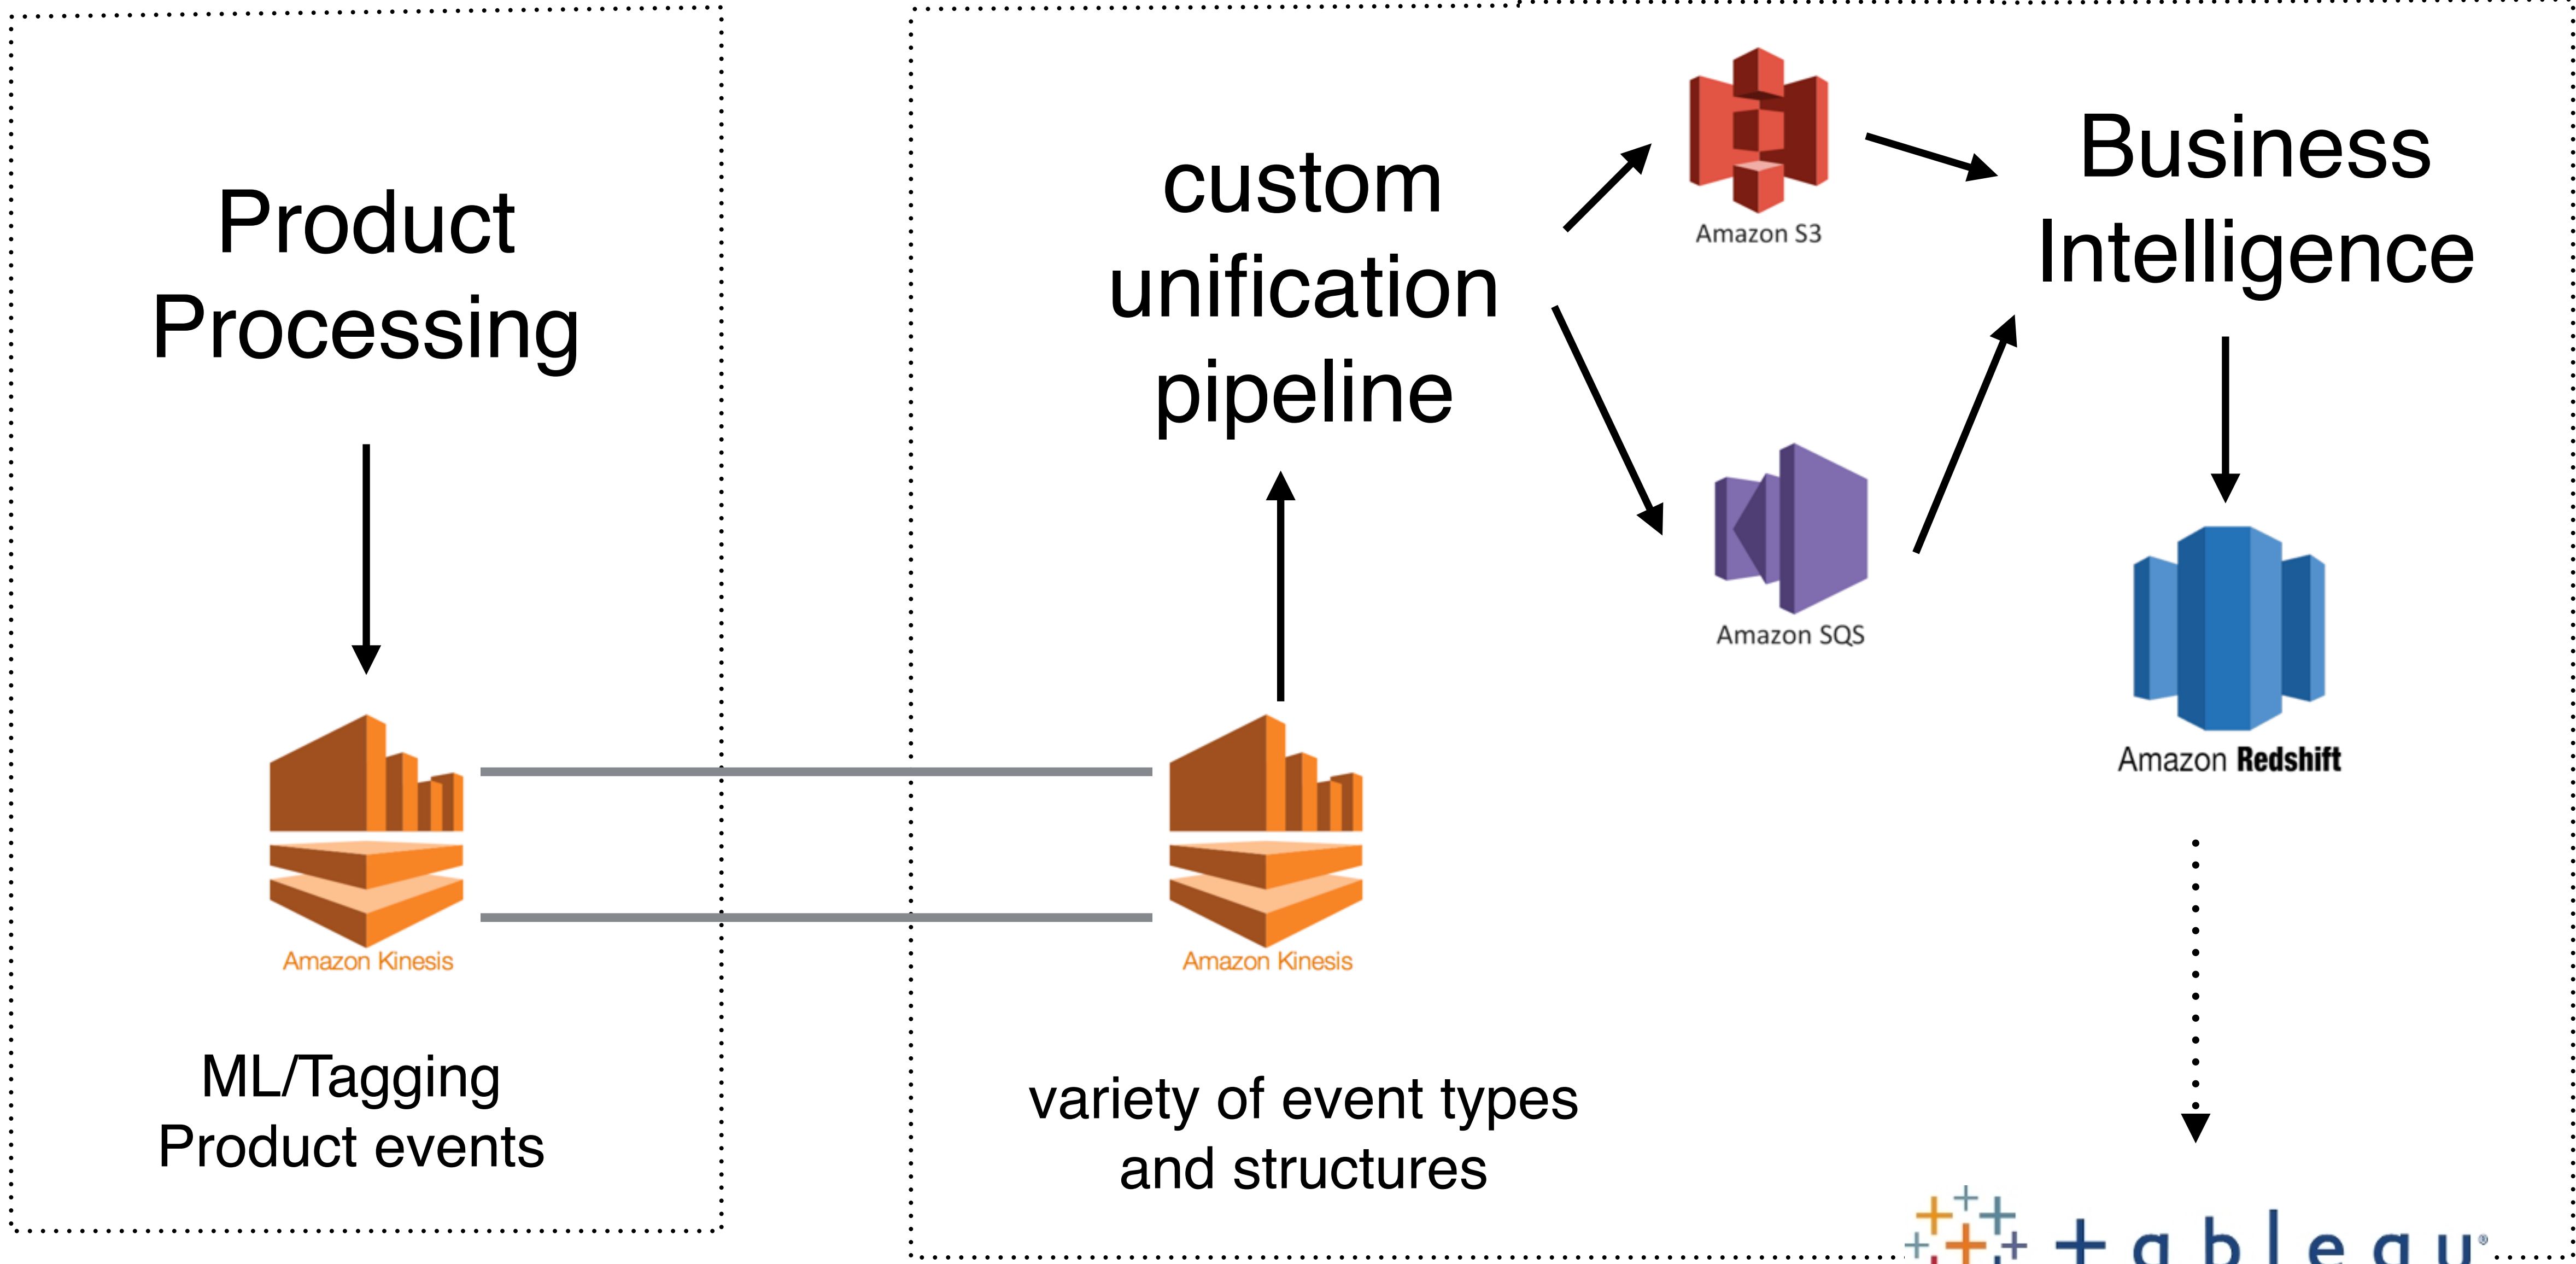 Product
Processing
Amazon Kinesis
ML/Tagging
Product events
custom
unification
pipeline
Amazon Kinesis
variety of event types
and structures
Amazon S3
Amazon SQS
Business
Intelligence
Amazon Redshift
+ableau®